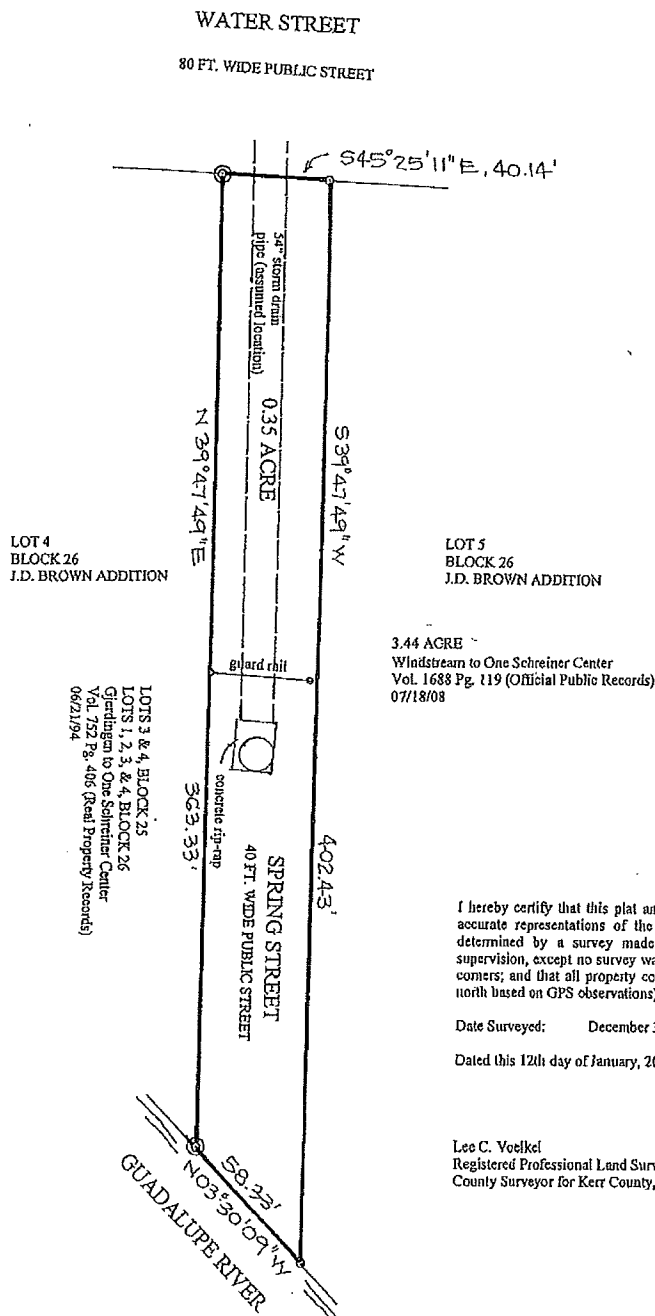 WATER STREET
80 FT. WIDE PUBLIC STREET
S45°25'11"E, 40.14'
54" storm drain
pipe (assumed location)
0.35 ACRE
N 39°47'49"E
S39°47'49"W
LOT 4
BLOCK 26
J.D. BROWN ADDITION
LOT 5
BLOCK 26
J.D. BROWN ADDITION
3.44 ACRE
Windstream to One Schreiner Center
Vol. 1688 Pg. 119 (Official Public Records)
07/18/08
guard rail
LOTS 3 & 4, BLOCK 25
LOTS 1, 2, 3, & 4, BLOCK 26
Gjerdingen to One Schreiner Center
Vol. 752 Pg. 406 (Real Property Records)
06/21/94
concrete rip-rap
363.33'
402.43'
SPRING STREET
40 FT. WIDE PUBLIC STREET
I hereby certify that this plat an
accurate representations of the
determined by a survey made
supervision, except no survey wa
corners; and that all property co
north based on GPS observations)
Date Surveyed: December 3
Dated this 12th day of January, 20
Lee C. Voelkel
Registered Professional Land Surv
County Surveyor for Kerr County,
58.33'
N03°30'09"W
GUADALUPE RIVER